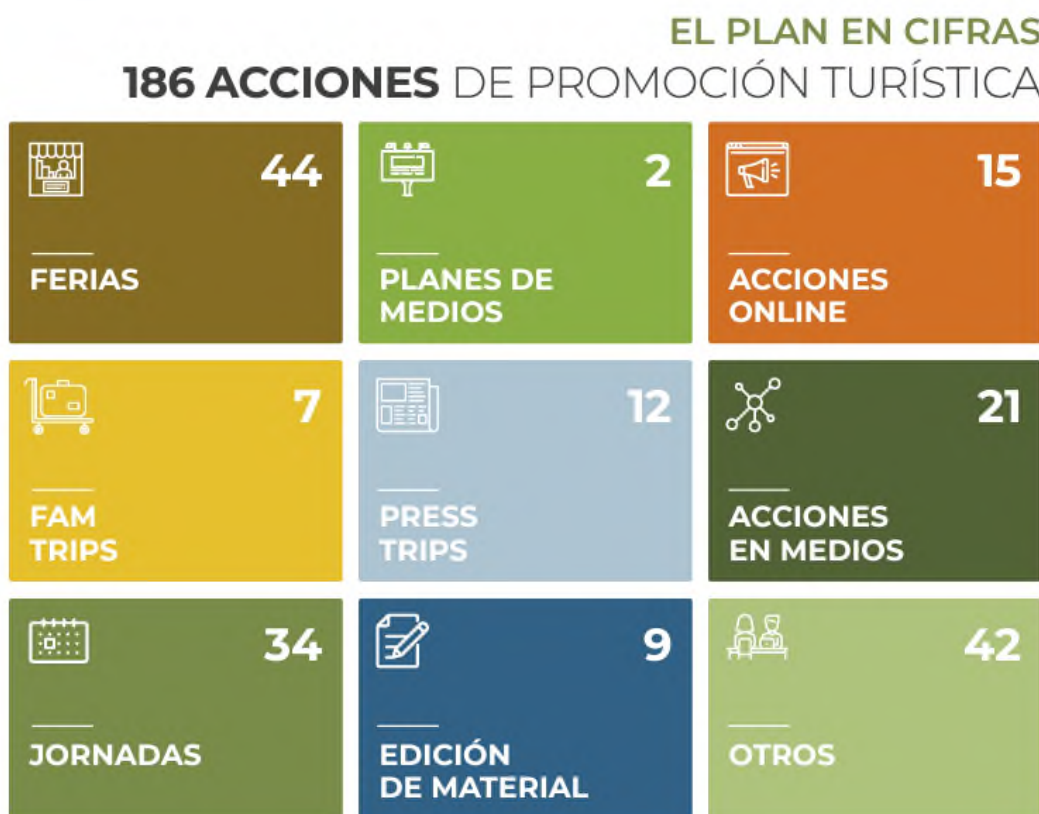 EL PLAN EN CIFRAS
186 ACCIONES DE PROMOCIÓN TURÍSTICA
44
FERIAS
2
PLANES DE
MEDIOS
15
ACCIONES
ONLINE
7
FAM
TRIPS
12
PRESS
TRIPS
21
ACCIONES
EN MEDIOS
34
JORNADAS
9
EDICIÓN
DE MATERIAL
42
OTROS